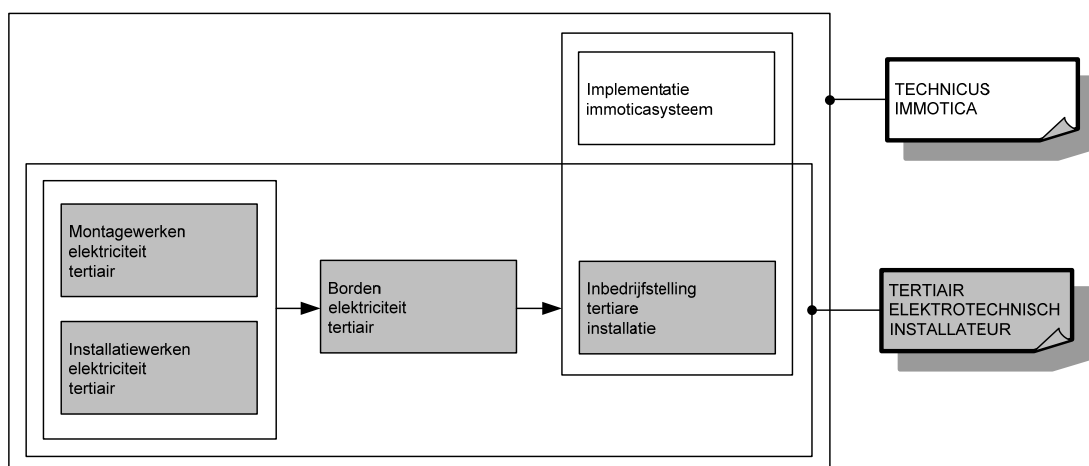 Implementatie
immoticasysteem
TECHNICUS
IMMOTICA
Montagewerken
elektriciteit
tertiair
Installatiewerken
elektriciteit
tertiair
Borden
elektriciteit
tertiair
Inbedrijfstelling
tertiare
installatie
TERTIAIR
ELEKTROTECHNISCH
INSTALLATEUR